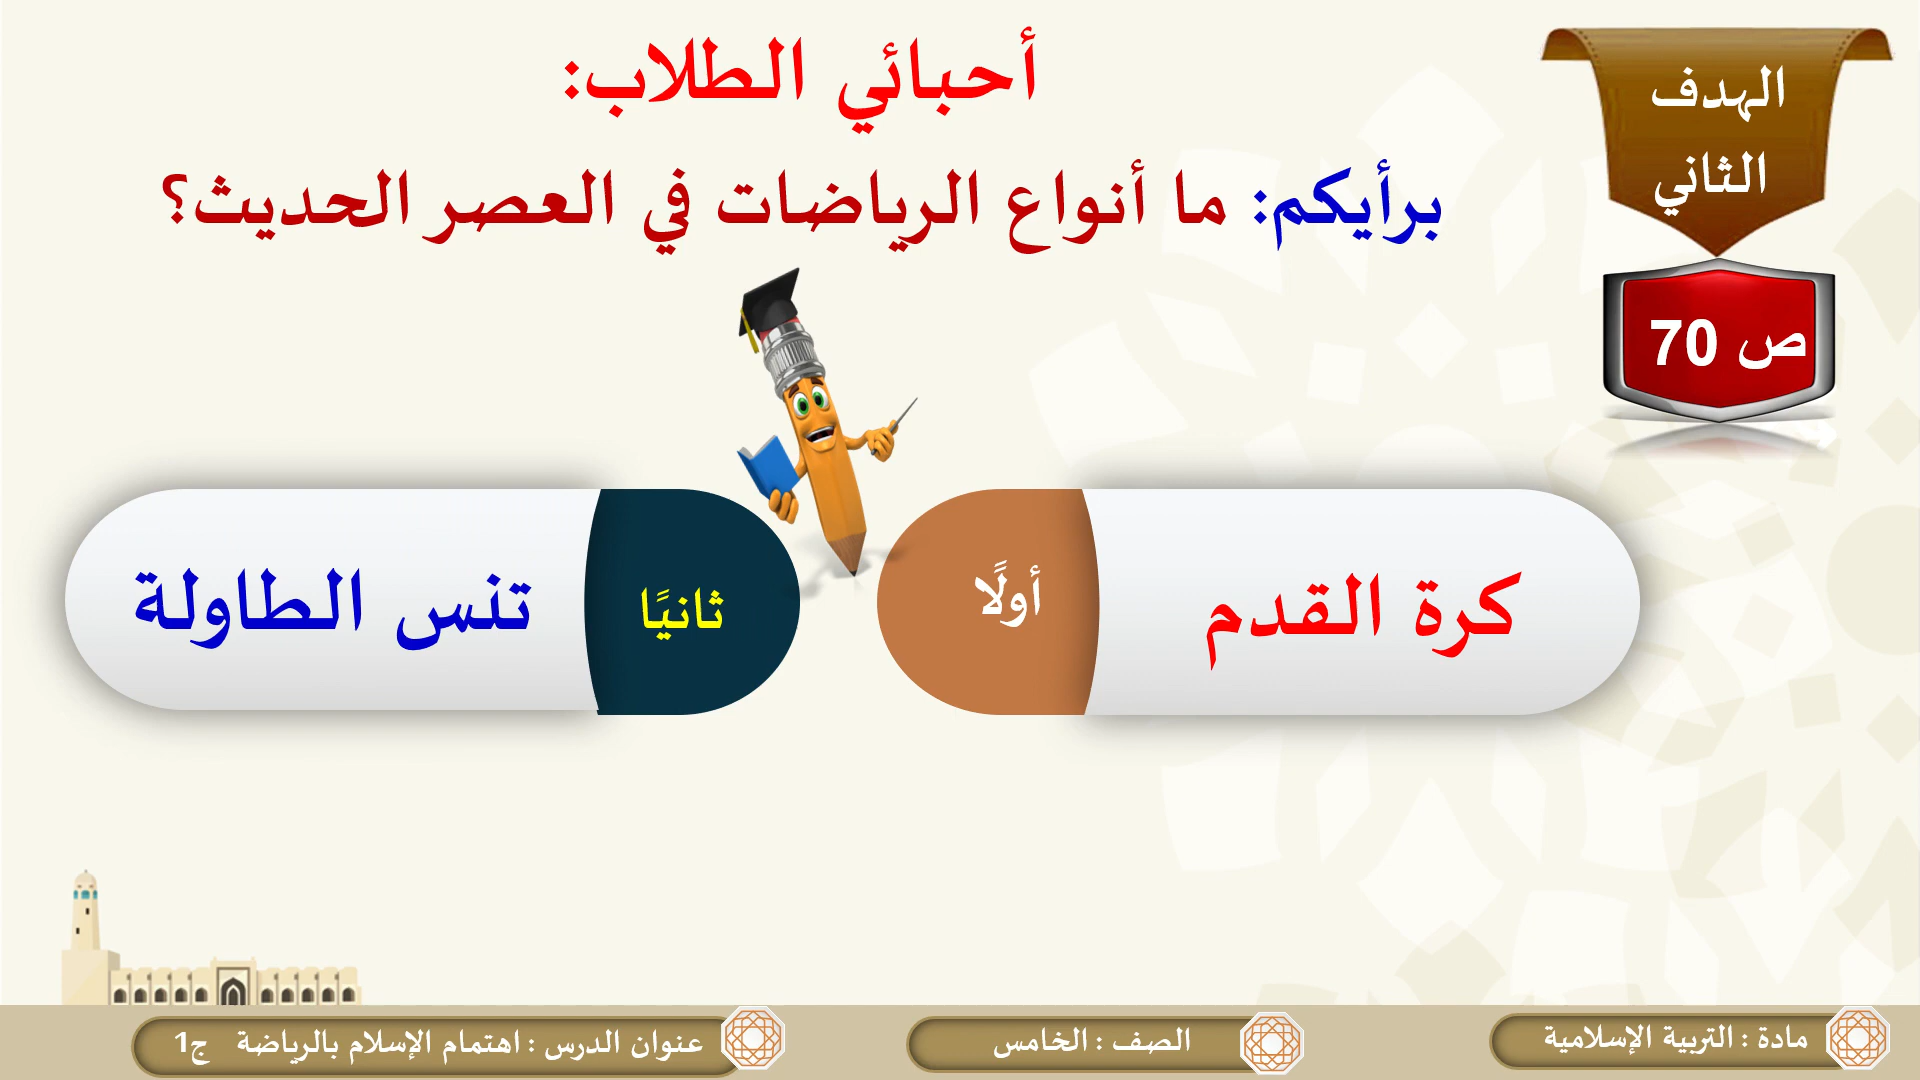 أحبائي الطلاب:
برأيكم: ما أنواع الرياضات في العصر الحديث؟
الهدف
الثاني
ص 70
أولًا
كرة القدم
ثانيًا
تنس الطاولة
مادة : التربية الإسلامية
الصف : الخامس
عنوان الدرس : اهتمام الإسلام بالرياضة ج1